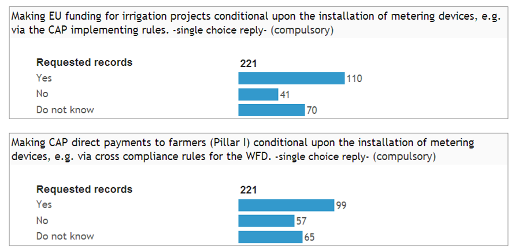 Making EU funding for irrigation projects conditional upon the installation of metering devices, e.g.
via the CAP implementing rules. -single choice reply- (compulsory)
Requested records 221
Yes 110
No 41
Do not know 70
Making CAP direct payments to farmers (Pillar I) conditional upon the installation of metering
devices, e.g. via cross compliance rules for the WFD. -single choice reply- (compulsory)
Requested records 221
Yes 99
No 57
Do not know 65